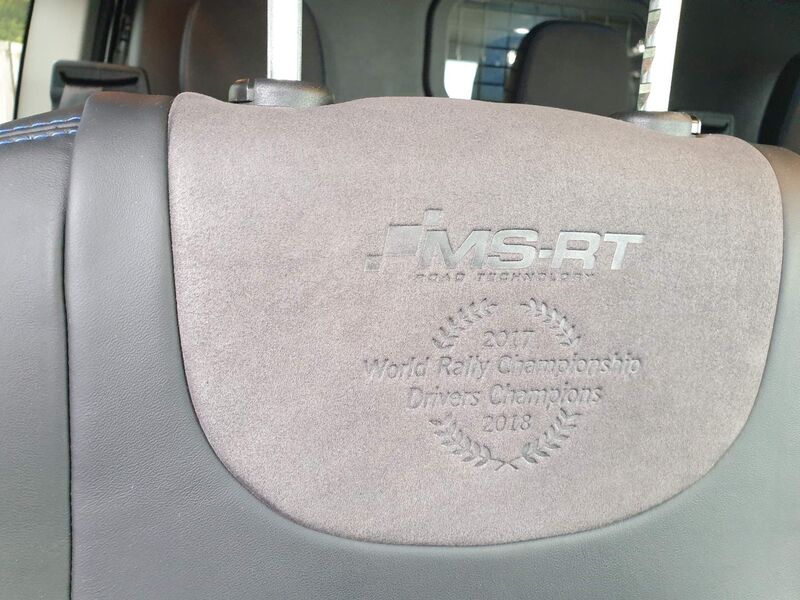 MS-RT
ROAD TECHNOLOGY
2017
World Rally Championship
Drivers Champions
2018